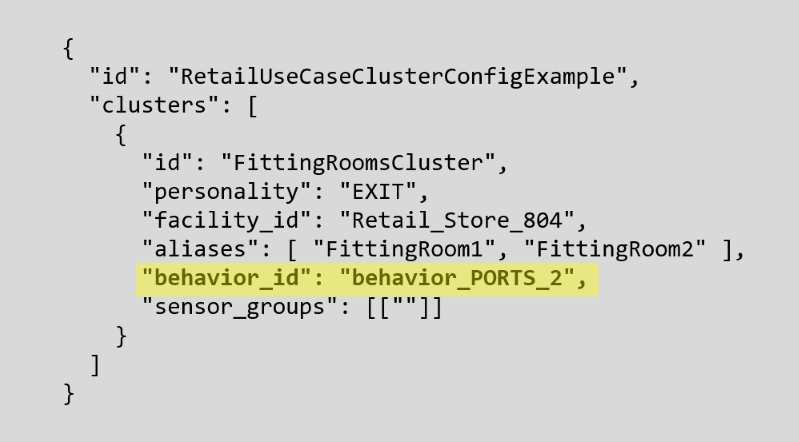 {
"id": "RetailUseCaseClusterConfigExample",
"clusters": [
{
"id": "FittingRoomsCluster",
"personality": "EXIT",
"facility_id": "Retail_Store_804",
"aliases": [ "FittingRoom1", "FittingRoom2" ],
"behavior_id": "behavior_PORTS_2",
"sensor_groups": [[""]]
}
]
}